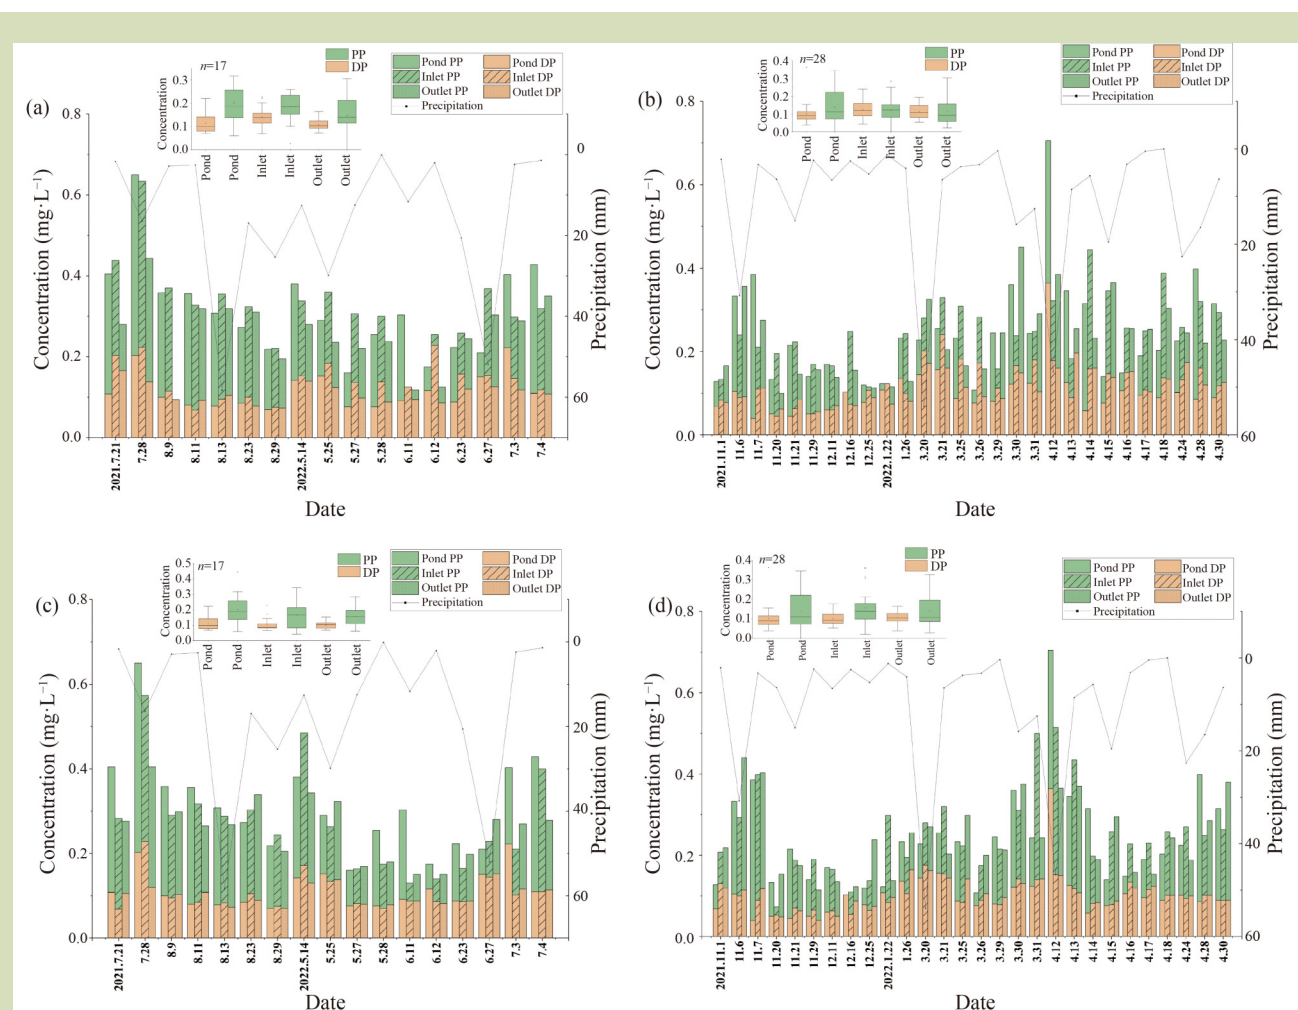 (a)
n=17
PP
DP
Concentration
0.3
0.2
0.1
0.0
Pond
Pond
Inlet
Inlet
Outlet
Outlet
Pond PP
Pond DP
Inlet PP
Inlet DP
Outlet PP
Outlet DP
Precipitation
Concentration (mg·L⁻¹)
0.8
0.6
0.4
0.2
0.0
Precipitation (mm)
0
20
40
60
2021.7.21
7.28
8.9
8.11
8.13
8.23
8.29
2022.5.14
5.25
5.27
5.28
6.11
6.12
6.23
6.27
7.3
7.4
Date
(b)
n=28
PP
DP
Concentration
0.4
0.3
0.2
0.1
0.0
Pond
Pond
Inlet
Inlet
Outlet
Outlet
Pond PP
Pond DP
Inlet PP
Inlet DP
Outlet PP
Outlet DP
Precipitation
Concentration (mg·L⁻¹)
0.8
0.6
0.4
0.2
0.0
Precipitation (mm)
0
20
40
60
2021.11.1
11.6
11.7
11.20
11.21
11.29
12.11
12.16
12.25
2022.1.22
1.26
3.20
3.21
3.25
3.26
3.29
3.30
3.31
4.12
4.13
4.14
4.15
4.16
4.17
4.18
4.24
4.28
4.30
Date
(c)
n=17
PP
DP
Concentration
0.5
0.4
0.3
0.2
0.1
0.0
Pond
Pond
Inlet
Inlet
Outlet
Outlet
Pond PP
Pond DP
Inlet PP
Inlet DP
Outlet PP
Outlet DP
Precipitation
Concentration (mg·L⁻¹)
0.8
0.6
0.4
0.2
0.0
Precipitation (mm)
0
20
40
60
2021.7.21
7.28
8.9
8.11
8.13
8.23
8.29
2022.5.14
5.25
5.27
5.28
6.11
6.12
6.23
6.27
7.3
7.4
Date
(d)
n=28
PP
DP
Concentration
0.4
0.3
0.2
0.1
0.0
Pond
Pond
Inlet
Inlet
Outlet
Outlet
Pond PP
Pond DP
Inlet PP
Inlet DP
Outlet PP
Outlet DP
Precipitation
Concentration (mg·L⁻¹)
0.8
0.6
0.4
0.2
0.0
Precipitation (mm)
0
20
40
60
2021.11.1
11.6
11.7
11.20
11.21
11.29
12.11
12.16
12.25
2022.1.22
1.26
3.20
3.21
3.25
3.26
3.29
3.30
3.31
4.12
4.13
4.14
4.15
4.16
4.17
4.18
4.24
4.28
4.30
Date